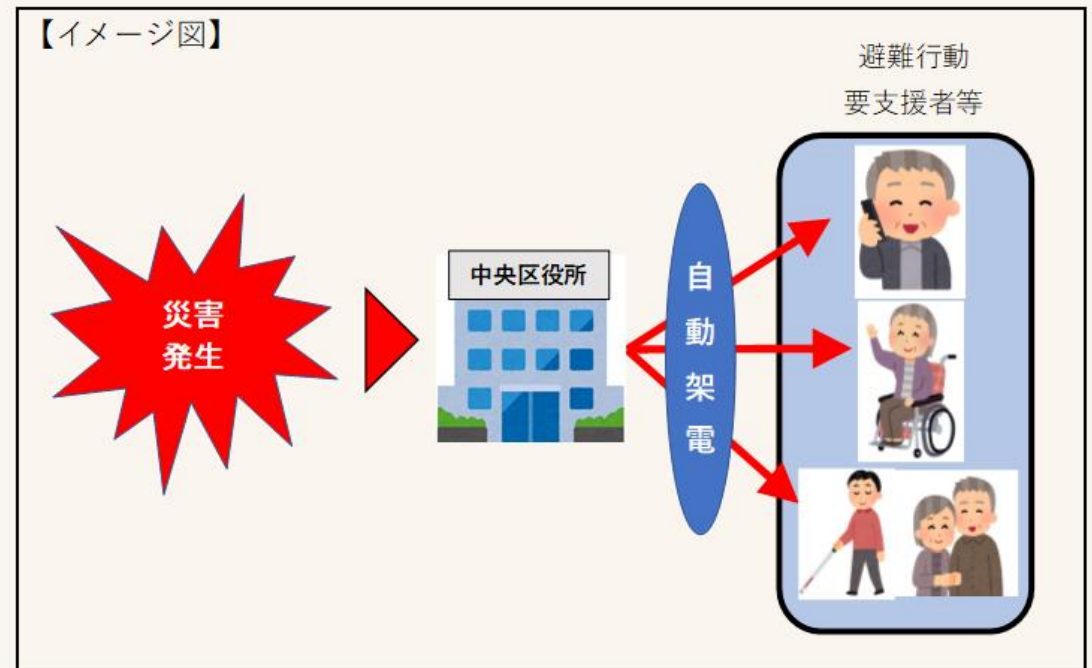 【イメージ図】
避難行動
要支援者等
災害
発生
中央区役所
自動架電